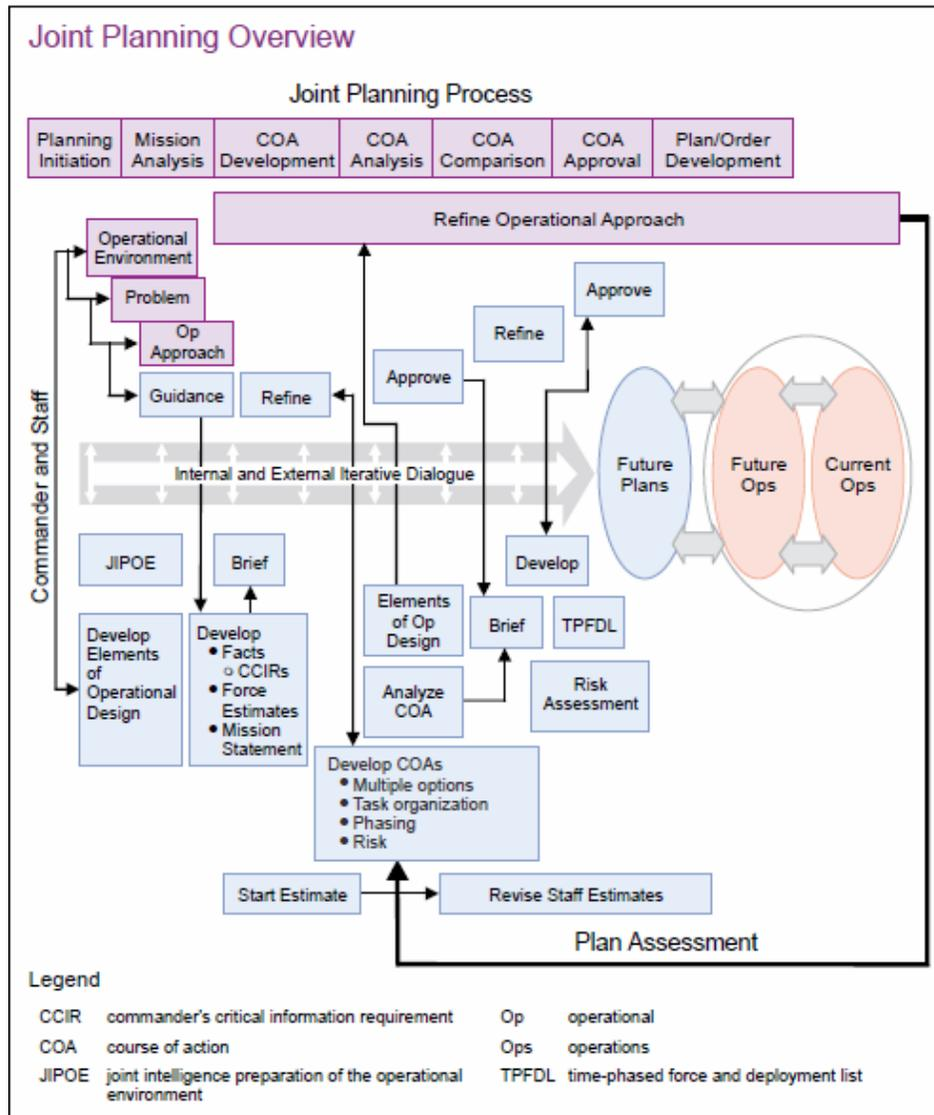 Joint Planning Overview
Joint Planning Process
Planning
Initiation
Mission
Analysis
COA
Development
COA
Analysis
COA
Comparison
COA
Approval
Plan/Order
Development
Refine Operational Approach
Operational
Environment
Problem
Op
Approach
Guidance
Refine
Approve
Refine
Approve
Commander and Staff
Internal and External Iterative Dialogue
Future
Plans
Future
Ops
Current
Ops
JIPOE
Brief
Develop
Develop
Elements
of
Operational
Design
Develop
• Facts
o CCIRs
• Force
Estimates
• Mission
Statement
Elements
of Op
Design
Brief
TPFDL
Analyze
COA
Risk
Assessment
Develop COAs
• Multiple options
• Task organization
• Phasing
• Risk
Start Estimate
Revise Staff Estimates
Plan Assessment
Legend
CCIR commander's critical information requirement
COA course of action
JIPOE joint intelligence preparation of the operational
environment
Op operational
Ops operations
TPFDL time-phased force and deployment list